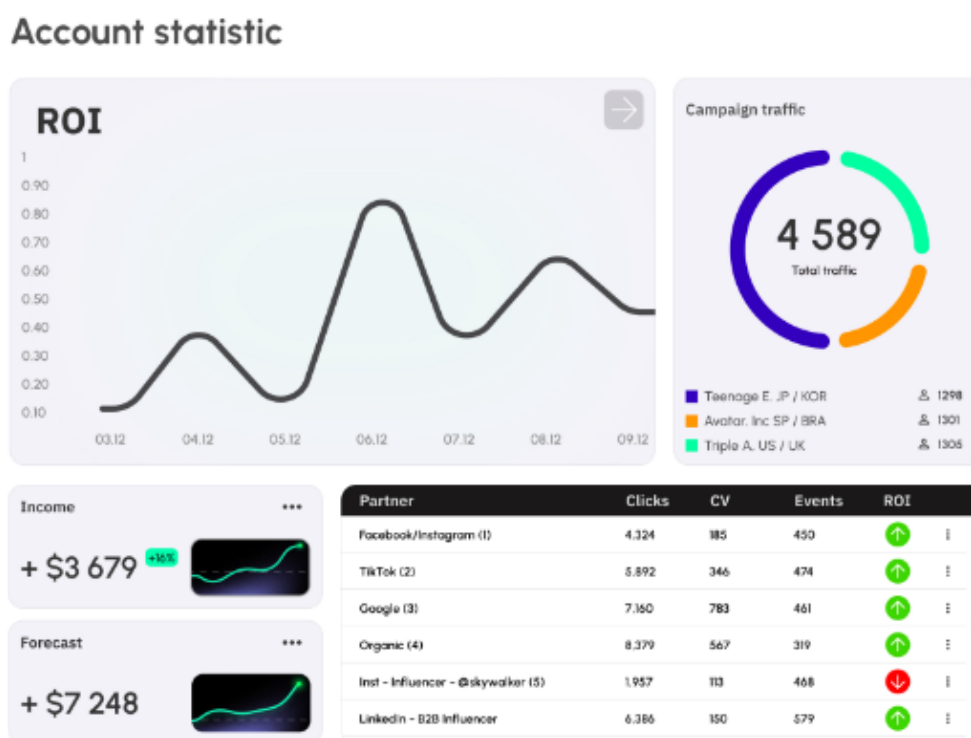 Account statistic
ROI
1
0.90
0.80
0.70
0.60
0.50
0.40
0.30
0.20
0.10
03.12 04.12 05.12 06.12 07.12 08.12 09.12
Campaign traffic
4 589
Total traffic
Teenage E. JP / KOR 1298
Avatar. Inc SP / BRA 1301
Triple A. US / UK 1305
Income
+ $3 679 +16%
Forecast
+ $7 248
Partner Clicks CV Events ROI
Facebook/Instagram (1) 4.324 185 450
TikTok (2) 5.892 346 474
Google (3) 7.160 783 461
Organic (4) 8.379 567 319
Inst - Influencer - @skywalker (5) 1.957 113 468
LinkedIn - B2B Influencer 6.386 150 579